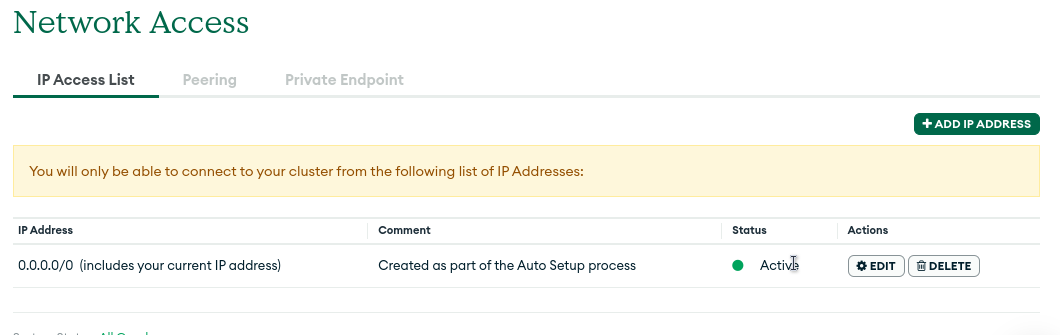 Network Access
IP Access List Peering Private Endpoint
+ ADD IP ADDRESS
You will only be able to connect to your cluster from the following list of IP Addresses:
IP Address Comment Status Actions
0.0.0.0/0 (includes your current IP address) Created as part of the Auto Setup process Active EDIT DELETE